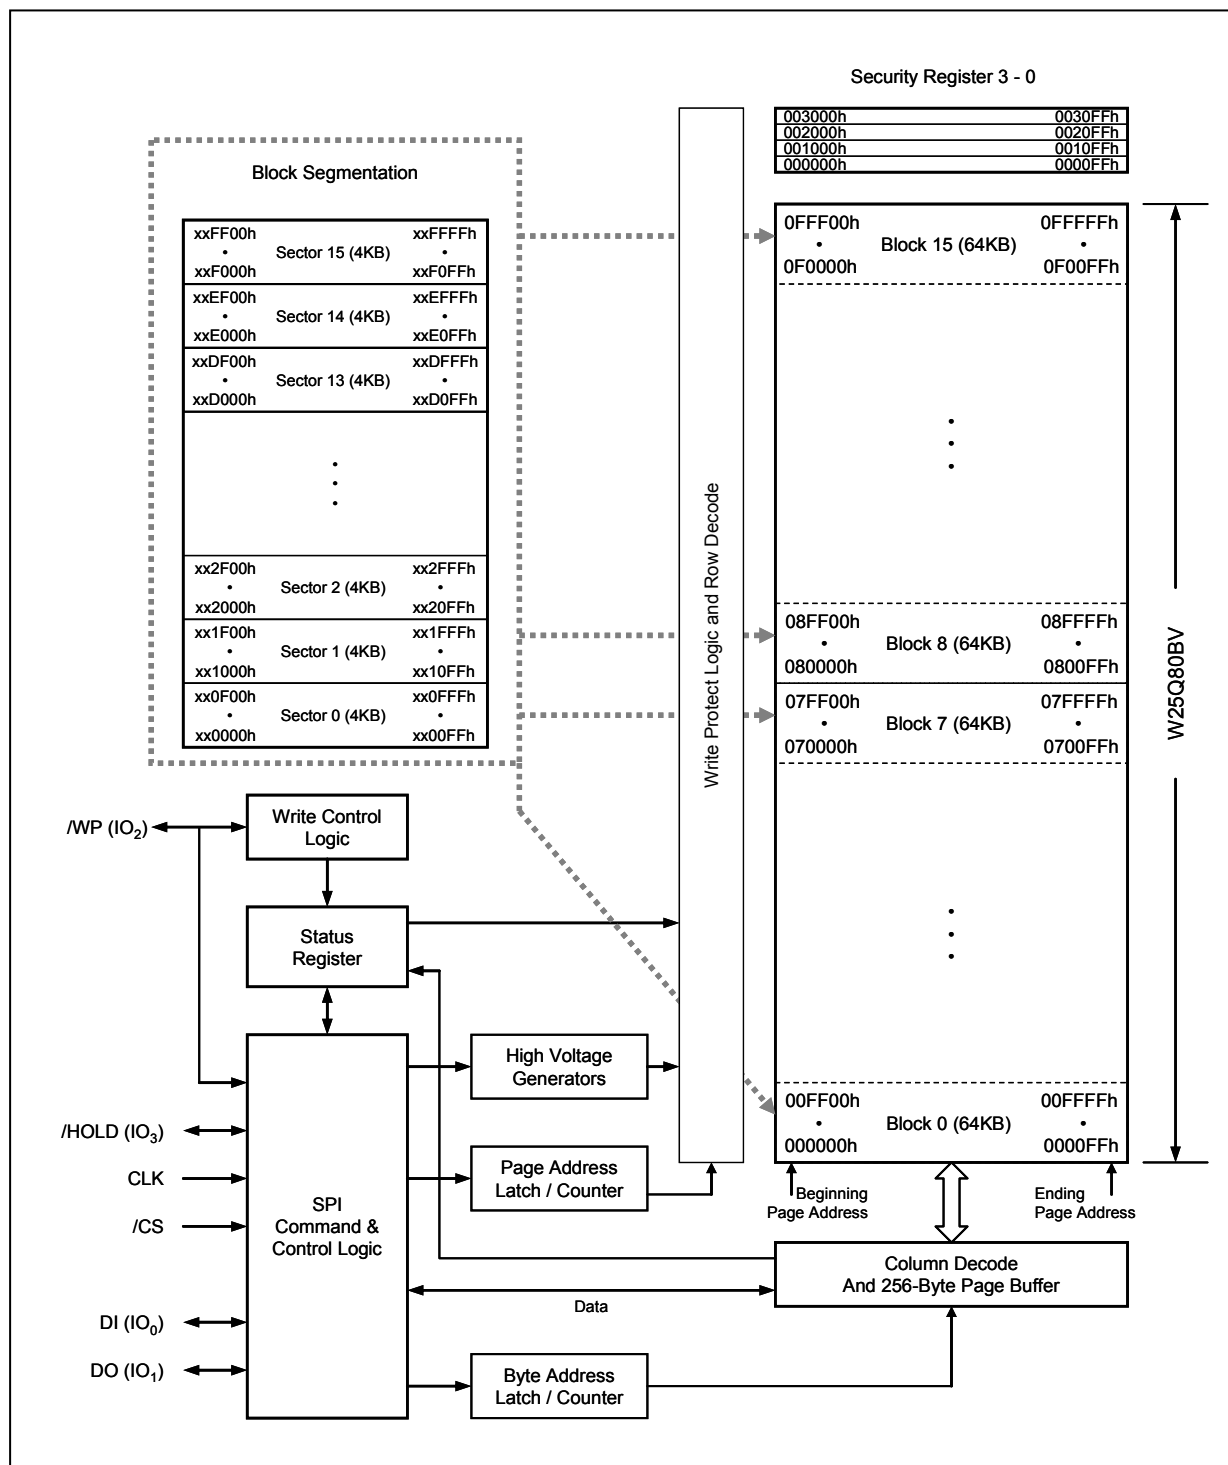 Security Register 3 - 0
003000h 0030FFh
002000h 0020FFh
001000h 0010FFh
000000h 0000FFh
Block Segmentation
xxFF00h xxFFFFh
• Sector 15 (4KB) •
xxF000h xxF0FFh
xxEF00h xxEFFFh
• Sector 14 (4KB) •
xxE000h xxE0FFh
xxDF00h xxDFFFh
• Sector 13 (4KB) •
xxD000h xxD0FFh
xx2F00h xx2FFFh
• Sector 2 (4KB) •
xx2000h xx20FFh
xx1F00h xx1FFFh
• Sector 1 (4KB) •
xx1000h xx10FFh
xx0F00h xx0FFFh
• Sector 0 (4KB) •
xx0000h xx00FFh
Write Protect Logic and Row Decode
0FFF00h 0FFFFFh
• Block 15 (64KB) •
0F0000h 0F00FFh
08FF00h 08FFFFh
• Block 8 (64KB) •
080000h 0800FFh
07FF00h 07FFFFh
• Block 7 (64KB) •
070000h 0700FFh
00FF00h 00FFFFh
• Block 0 (64KB) •
000000h 0000FFh
W25Q80BV
Beginning
Page Address
Ending
Page Address
/WP (IO₂)
Write Control
Logic
Status
Register
High Voltage
Generators
/HOLD (IO₃)
CLK
/CS
DI (IO₀)
DO (IO₁)
SPI
Command &
Control Logic
Page Address
Latch / Counter
Column Decode
And 256-Byte Page Buffer
Data
Byte Address
Latch / Counter